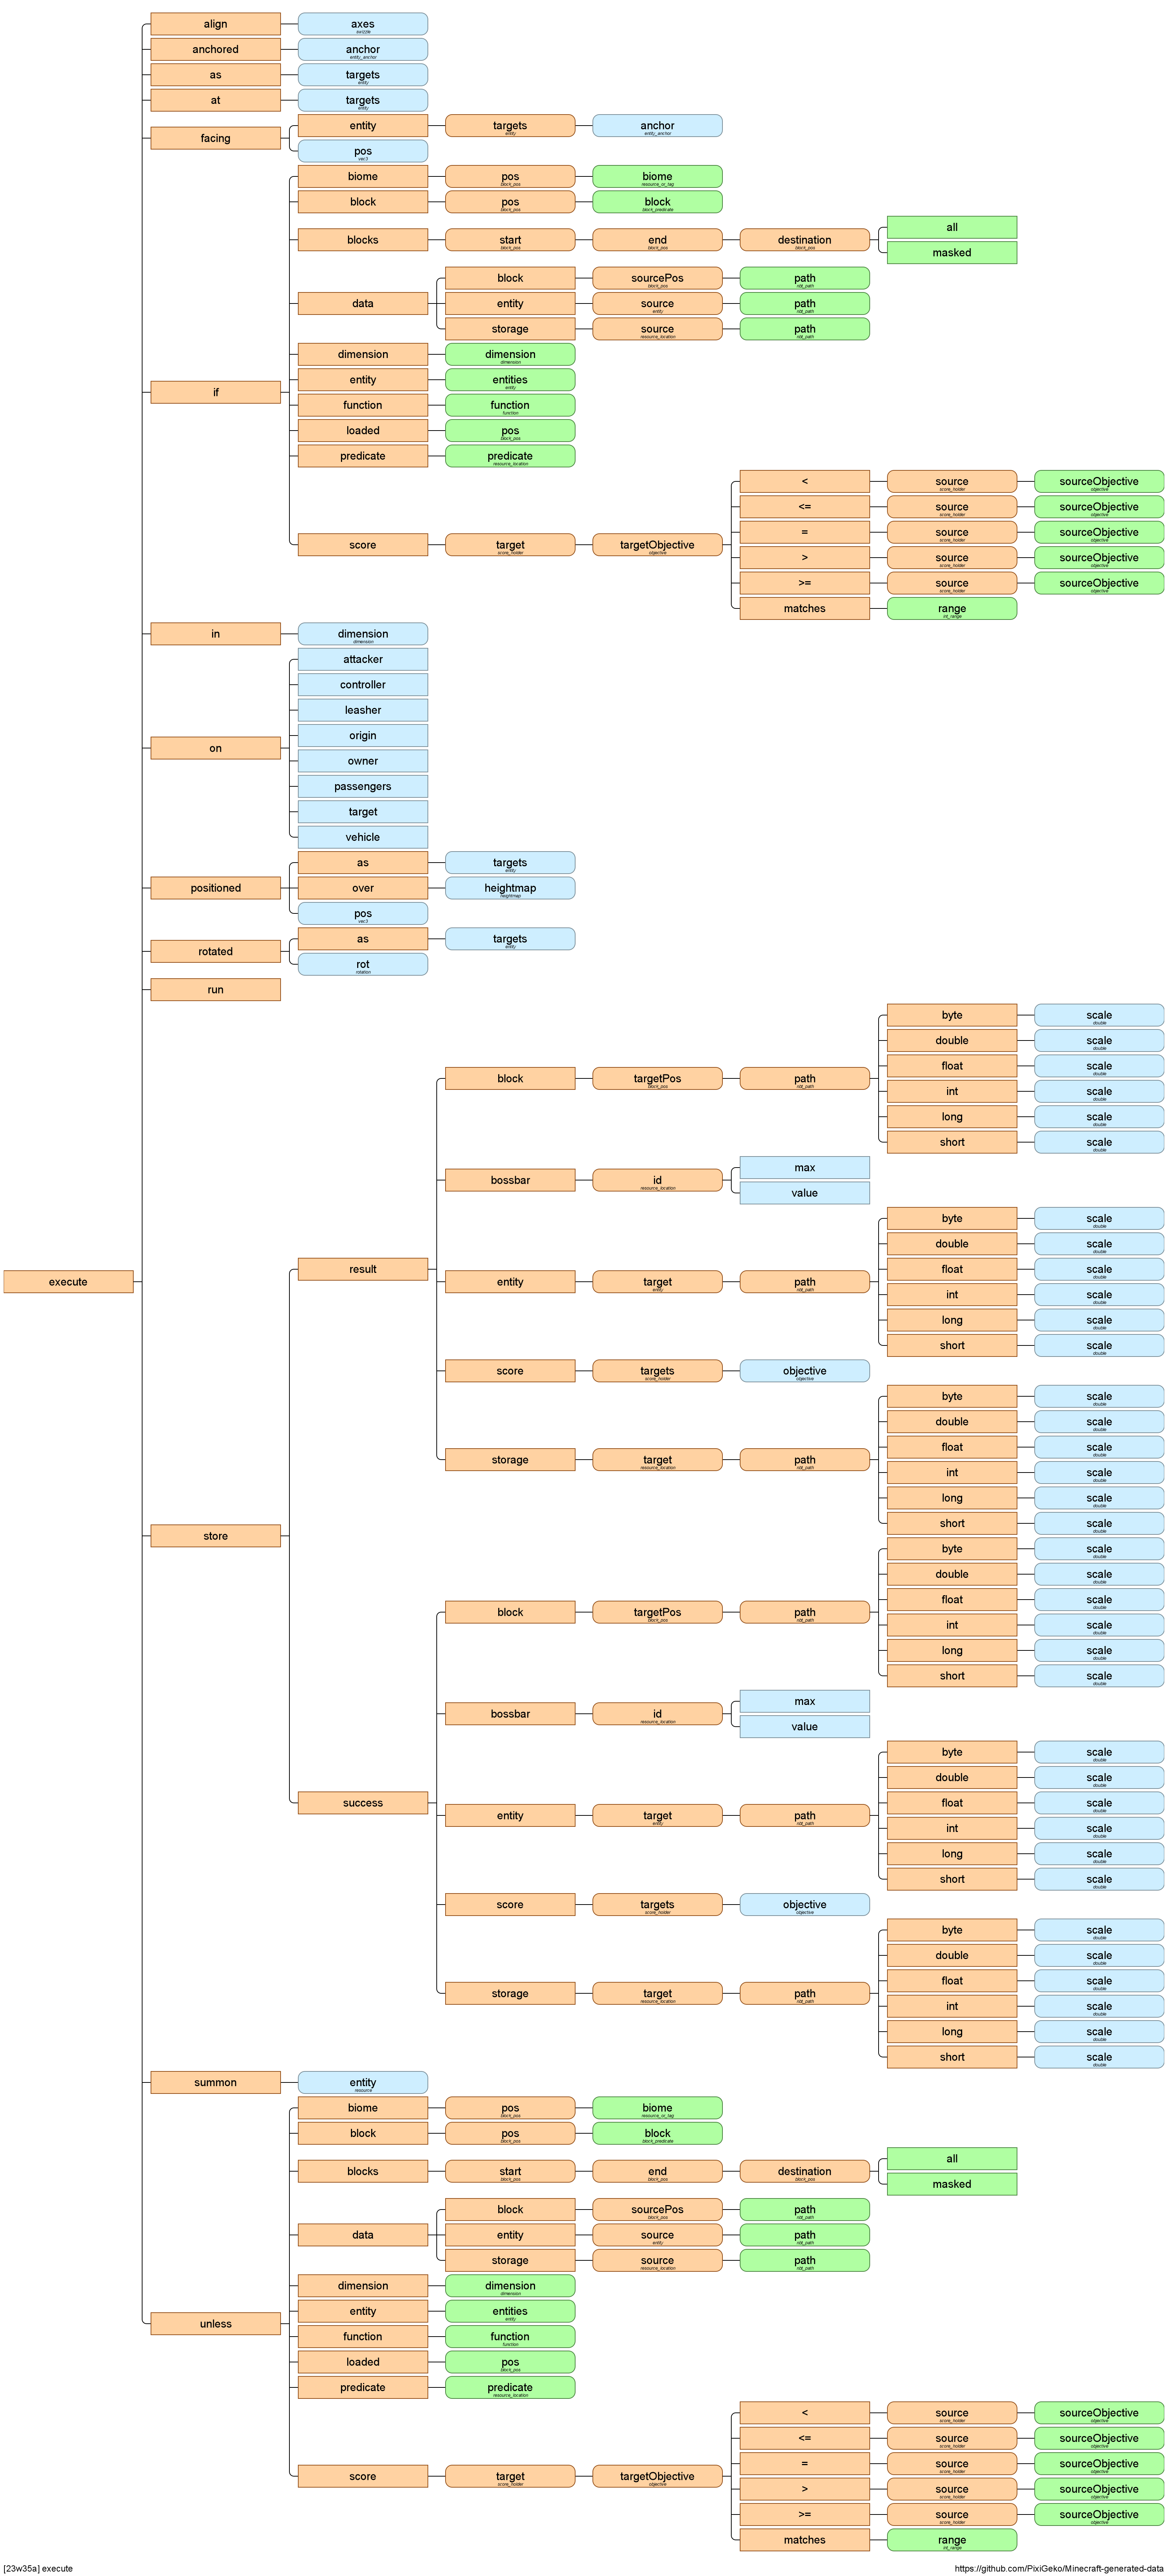 align
axes
swizzle
anchored
anchor
entity_anchor
as
targets
entity
at
targets
entity
facing
entity
targets
entity
anchor
entity_anchor
pos
vec3
if
biome
pos
block_pos
biome
resource_or_tag
block
pos
block_pos
block
block_predicate
blocks
start
block_pos
end
block_pos
destination
block_pos
all
masked
data
block
sourcePos
block_pos
path
nbt_path
entity
source
entity
path
nbt_path
storage
source
resource_location
path
nbt_path
dimension
dimension
dimension
entity
entities
entity
function
function
function
loaded
pos
block_pos
predicate
predicate
resource_location
score
target
score_holder
targetObjective
objective
<
source
score_holder
sourceObjective
objective
<=
source
score_holder
sourceObjective
objective
=
source
score_holder
sourceObjective
objective
>
source
score_holder
sourceObjective
objective
>=
source
score_holder
sourceObjective
objective
matches
range
int_range
in
dimension
dimension
on
attacker
controller
leasher
origin
owner
passengers
target
vehicle
positioned
as
targets
entity
over
heightmap
heightmap
pos
vec3
rotated
as
targets
entity
rot
rotation
run
execute
store
result
block
targetPos
block_pos
path
nbt_path
byte
scale
double
double
scale
double
float
scale
double
int
scale
double
long
scale
double
short
scale
double
bossbar
id
resource_location
max
value
entity
target
entity
path
nbt_path
byte
scale
double
double
scale
double
float
scale
double
int
scale
double
long
scale
double
short
scale
double
score
targets
score_holder
objective
objective
storage
target
resource_location
path
nbt_path
byte
scale
double
double
scale
double
float
scale
double
int
scale
double
long
scale
double
short
scale
double
success
block
targetPos
block_pos
path
nbt_path
byte
scale
double
double
scale
double
float
scale
double
int
scale
double
long
scale
double
short
scale
double
bossbar
id
resource_location
max
value
entity
target
entity
path
nbt_path
byte
scale
double
double
scale
double
float
scale
double
int
scale
double
long
scale
double
short
scale
double
score
targets
score_holder
objective
objective
storage
target
resource_location
path
nbt_path
byte
scale
double
double
scale
double
float
scale
double
int
scale
double
long
scale
double
short
scale
double
summon
entity
resource
unless
biome
pos
block_pos
biome
resource_or_tag
block
pos
block_pos
block
block_predicate
blocks
start
block_pos
end
block_pos
destination
block_pos
all
masked
data
block
sourcePos
block_pos
path
nbt_path
entity
source
entity
path
nbt_path
storage
source
resource_location
path
nbt_path
dimension
dimension
dimension
entity
entities
entity
function
function
function
loaded
pos
block_pos
predicate
predicate
resource_location
score
target
score_holder
targetObjective
objective
<
source
score_holder
sourceObjective
objective
<=
source
score_holder
sourceObjective
objective
=
source
score_holder
sourceObjective
objective
>
source
score_holder
sourceObjective
objective
>=
source
score_holder
sourceObjective
objective
matches
range
int_range
[23w35a] execute
https://github.com/PixiGeko/Minecraft-generated-data